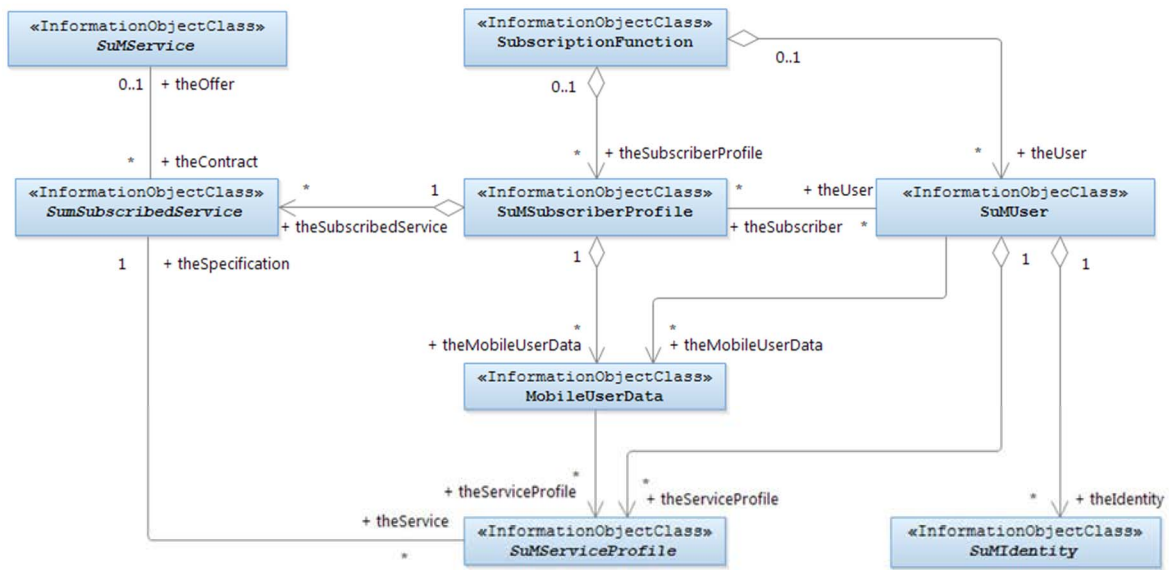 «InformationObjectClass»
SuMService
«InformationObjectClass»
SubscriptionFunction
0..1
+ theOffer
0..1
0..1
*
+ theContract
*
+ theSubscriberProfile
*
+ theUser
«InformationObjectClass»
SumSubscribedService
*
1
+ theSubscribedService
«InformationObjectClass»
SuMSubscriberProfile
*
+ theUser
+ theSubscriber
*
«InformationObjecClass»
SuMUser
1
+ theSpecification
1
1
1
*
+ theMobileUserData
*
+ theMobileUserData
«InformationObjectClass»
MobileUserData
*
+ theServiceProfile
*
+ theServiceProfile
*
+ theIdentity
+ theService
*
«InformationObjectClass»
SuMServiceProfile
«InformationObjectClass»
SuMIdentity